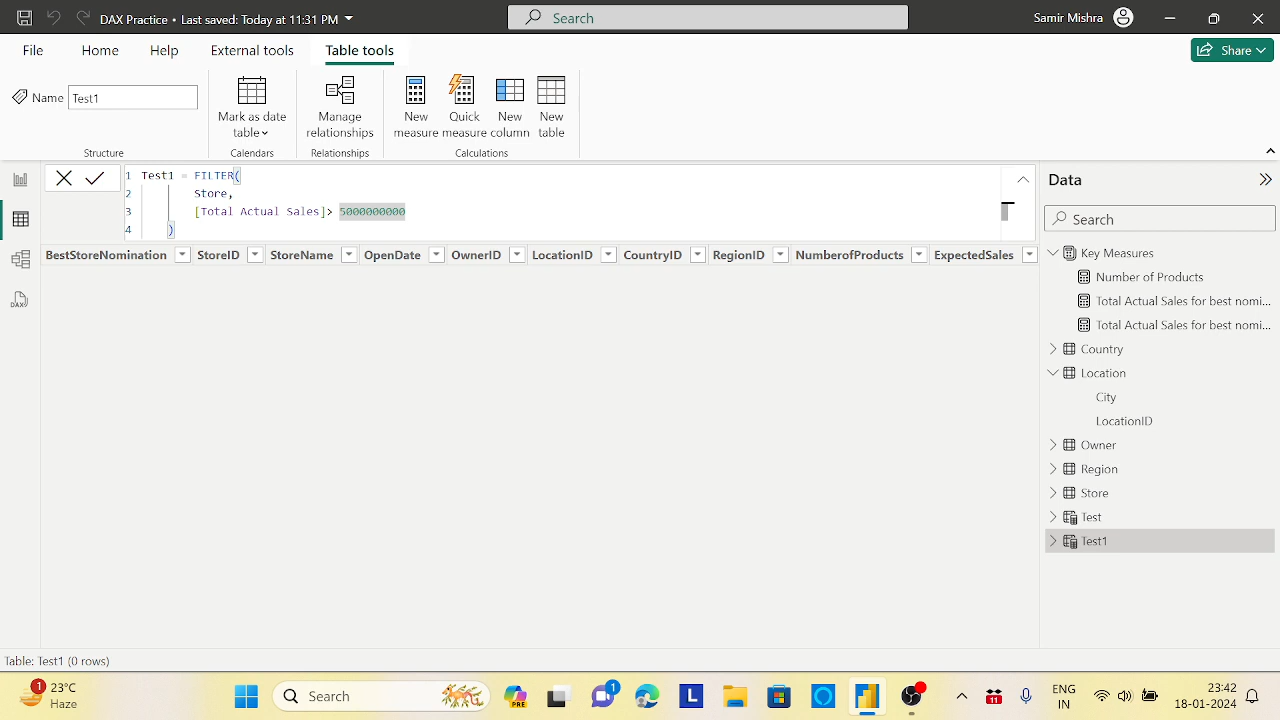 DAX Practice • Last saved: Today at 11:31 PM
Search
Samir Mishra
File
Home
Help
External tools
Table tools
Share
Name
Test1
Mark as date table
Manage relationships
New measure
Quick measure
New column
New table
Structure
Calendars
Relationships
Calculations
1 Test1 = FILTER(
2 Store,
3 [Total Actual Sales]> 5000000000
4 )
Data
Search
BestStoreNomination
StoreID
StoreName
OpenDate
OwnerID
LocationID
CountryID
RegionID
NumberofProducts
ExpectedSales
Key Measures
Number of Products
Total Actual Sales for best nomi...
Total Actual Sales for best nomi...
Country
Location
City
LocationID
Owner
Region
Store
Test
Test1
DAX
Table: Test1 (0 rows)
1
23°C
Haze
Search
PRE
1
L
11
ENG
IN
23:42
18-01-2024